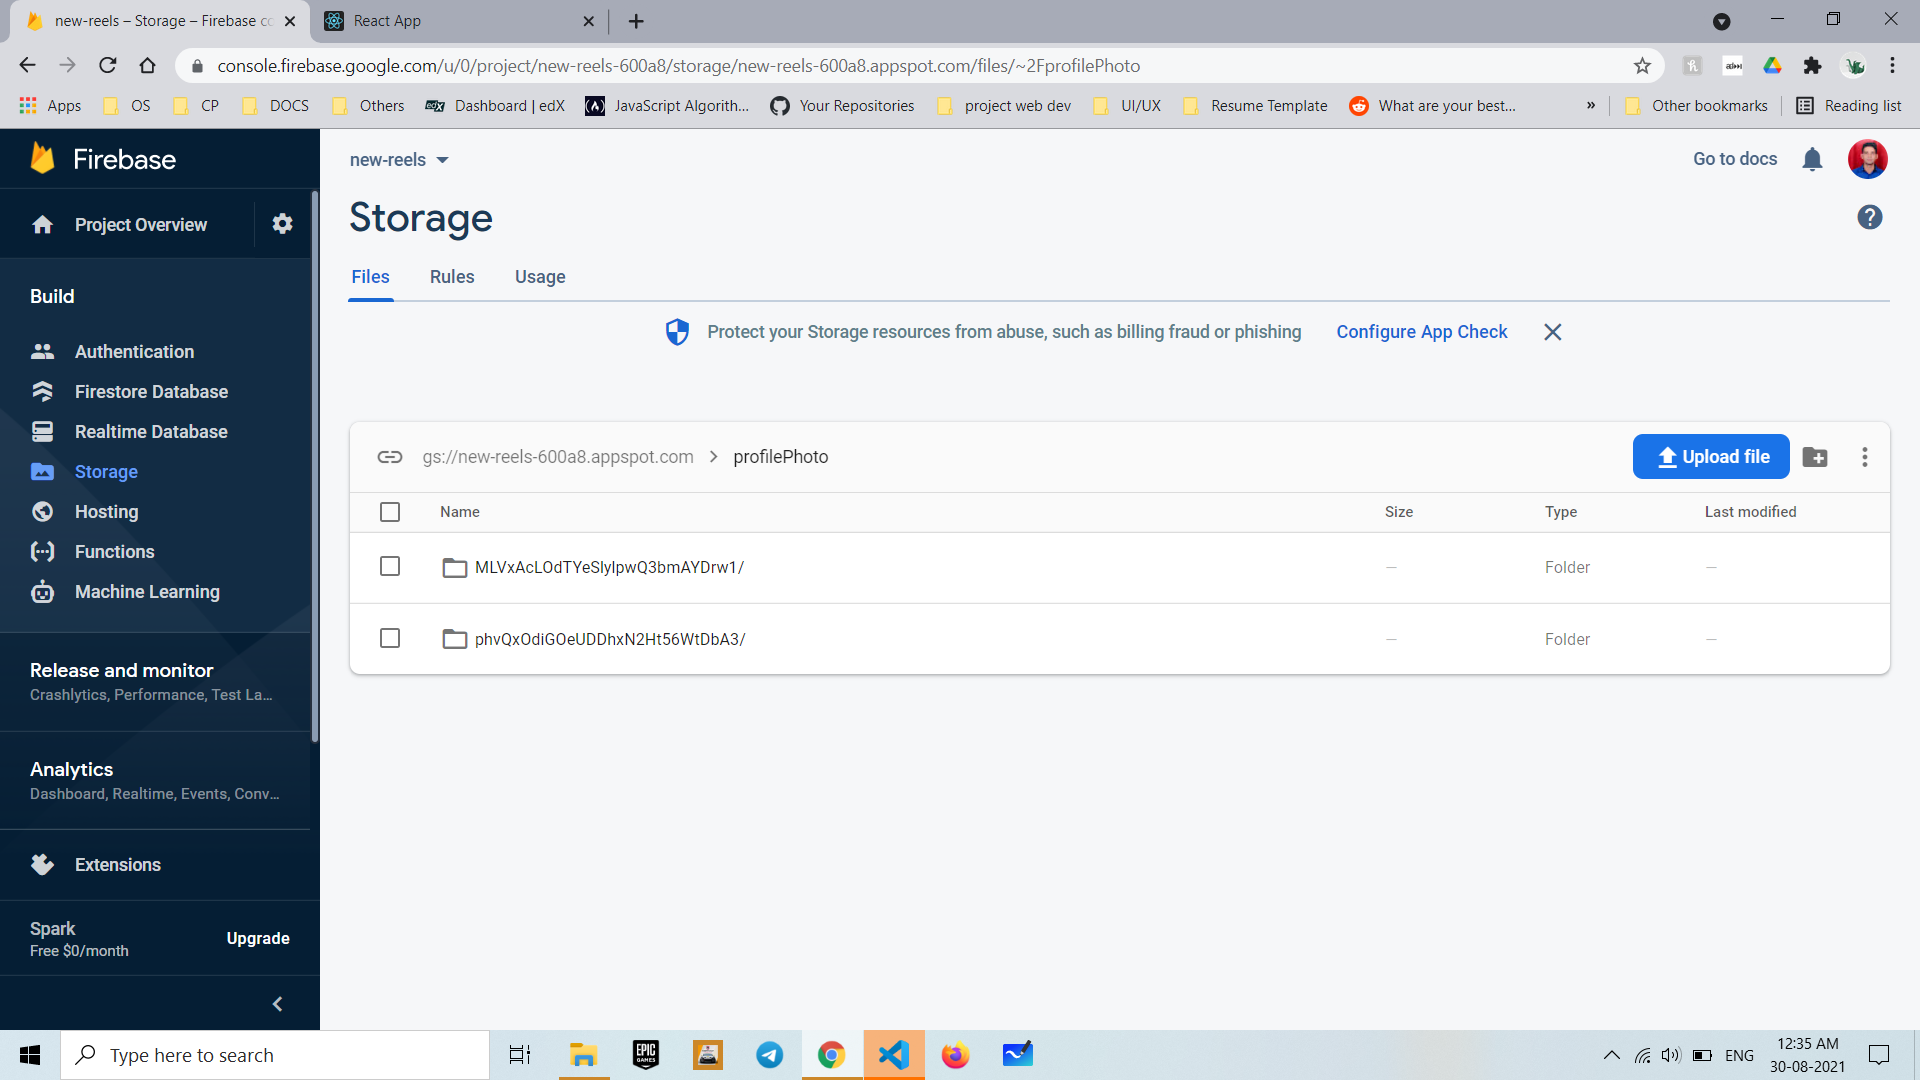 new-reels – Storage – Firebase co
React App
console.firebase.google.com/u/0/project/new-reels-600a8/storage/new-reels-600a8.appspot.com/files/~2FprofilePhoto
Apps
OS
CP
DOCS
Others
edX
Dashboard | edX
JavaScript Algorith...
Your Repositories
project web dev
UI/UX
Resume Template
What are your best...
»
Other bookmarks
Reading list
Firebase
new-reels
Go to docs
Project Overview
Storage
Files
Rules
Usage
Build
Protect your Storage resources from abuse, such as billing fraud or phishing
Configure App Check
Authentication
Firestore Database
Realtime Database
Storage
Hosting
Functions
Machine Learning
gs://new-reels-600a8.appspot.com
profilePhoto
Upload file
Name
Size
Type
Last modified
MLVxAcLOdTYeSlylpwQ3bmAYDrw1/
—
Folder
—
phvQxOdiGOeUDDhxN2Ht56WtDbA3/
—
Folder
—
Release and monitor
Crashlytics, Performance, Test La...
Analytics
Dashboard, Realtime, Events, Conv...
Extensions
Spark
Free $0/month
Upgrade
Type here to search
EPIC
GAMES
ENG
12:35 AM
30-08-2021